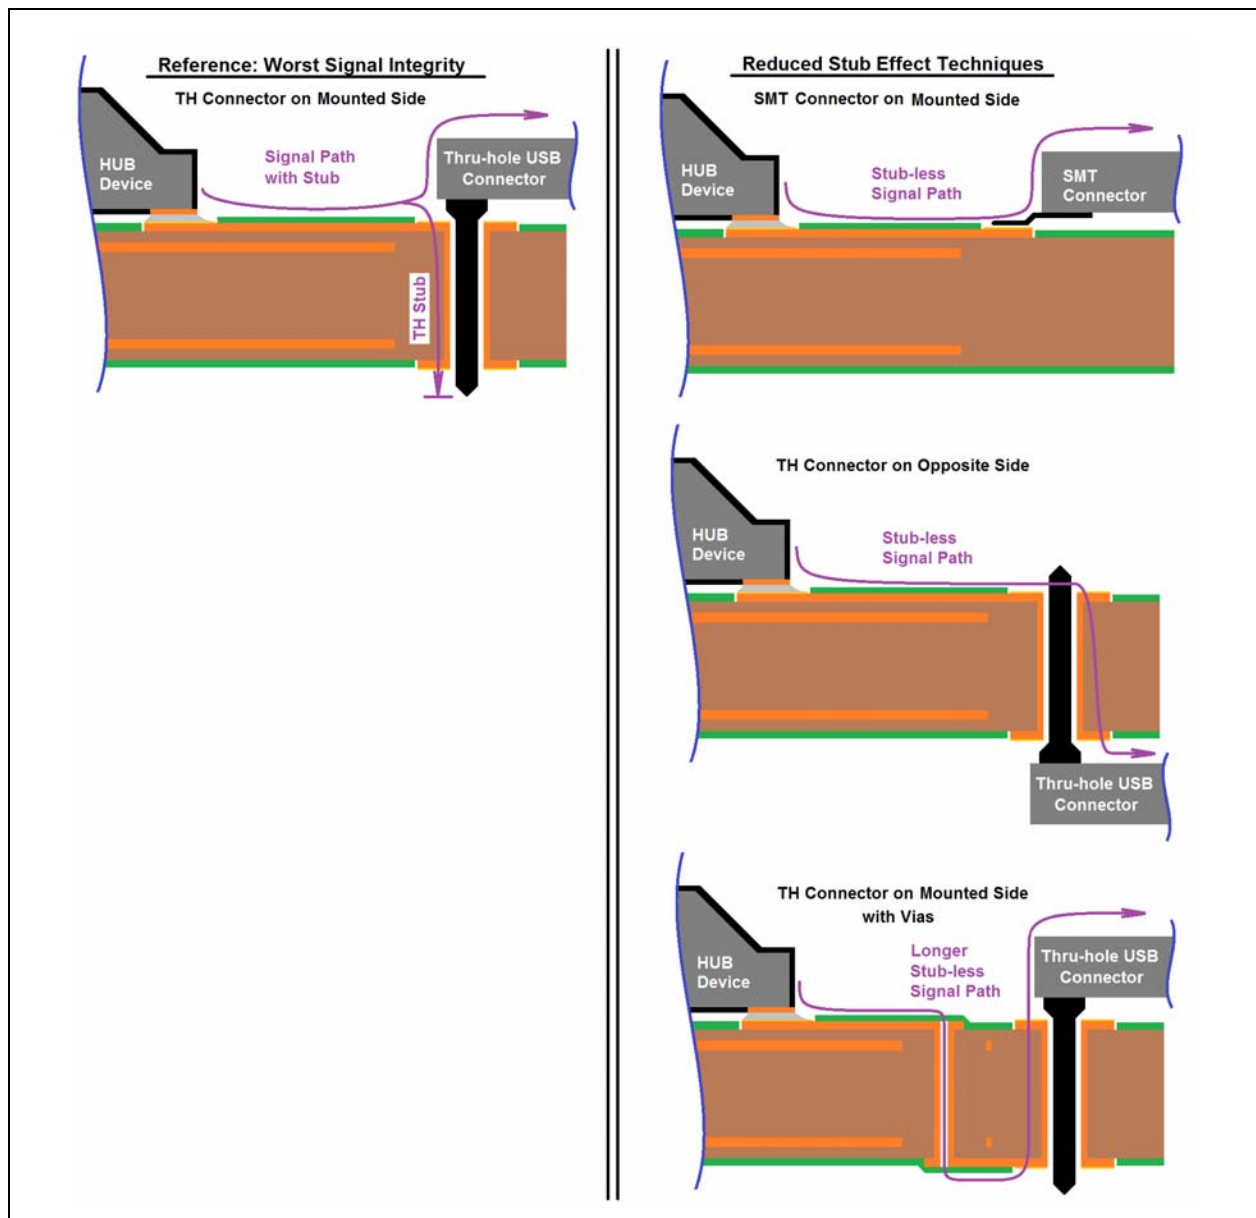 Reference: Worst Signal Integrity
TH Connector on Mounted Side
HUB
Device
Signal Path
with Stub
Thru-hole USB
Connector
TH Stub
Reduced Stub Effect Techniques
SMT Connector on Mounted Side
HUB
Device
Stub-less
Signal Path
SMT
Connector
TH Connector on Opposite Side
HUB
Device
Stub-less
Signal Path
Thru-hole USB
Connector
TH Connector on Mounted Side
with Vias
HUB
Device
Longer
Stub-less
Signal Path
Thru-hole USB
Connector